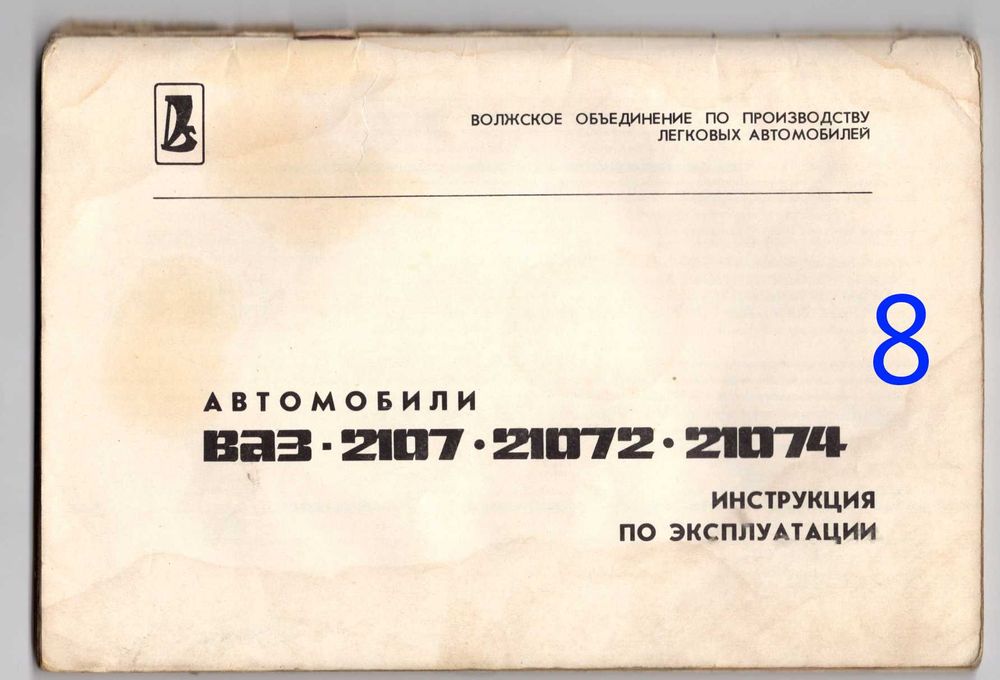 ВОЛЖСКОЕ ОБЪЕДИНЕНИЕ ПО ПРОИЗВОДСТВУ
ЛЕГКОВЫХ АВТОМОБИЛЕЙ
8
АВТОМОБИЛИ
ВАЗ · 2107 · 21072 · 21074
ИНСТРУКЦИЯ
ПО ЭКСПЛУАТАЦИИ